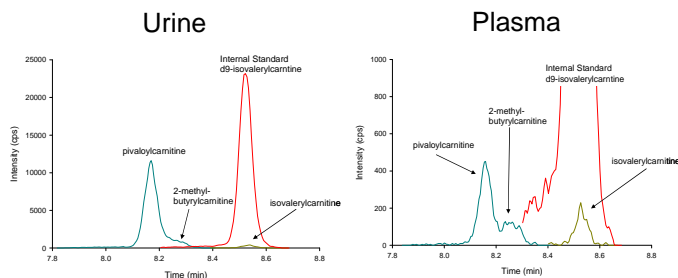 Urine
Plasma
Internal Standard
d9-isovalerylcarntine
25000
20000
15000
10000
5000
0
Intensity (cps)
pivaloylcarnitine
2-methyl-
butyrylcarnitine
isovalerylcarnitine
7.8
8.0
8.2
8.4
8.6
8.8
Time (min)
Internal Standard
d9-isovalerylcarntine
1000
800
600
400
200
0
Intensity (cps)
2-methyl-
butyrylcarnitine
pivaloylcarnitine
isovalerylcarnitine
7.8
8.0
8.2
8.4
8.6
8.8
Time (min)